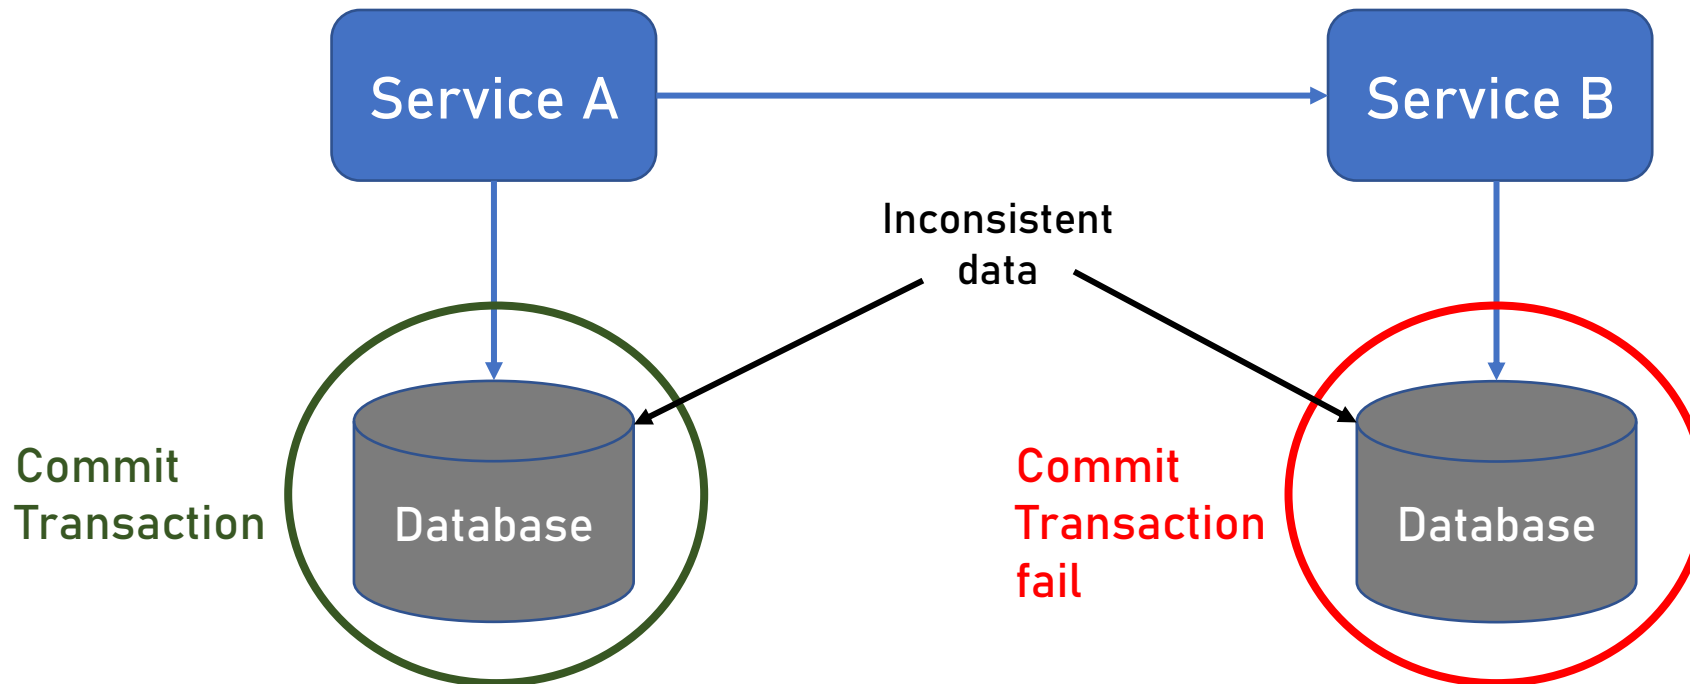 Service A
Service B
Inconsistent
data
Commit
Transaction
Database
Commit
Transaction
fail
Database